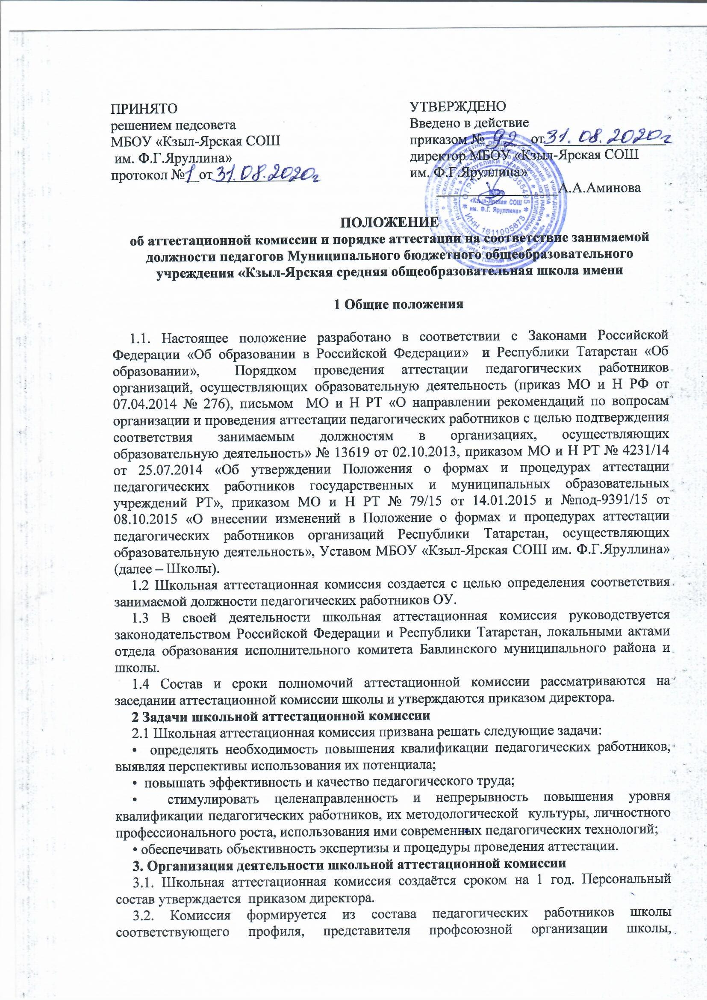 ПРИНЯТО
решением педсовета
МБОУ «Кзыл-Ярская СОШ
им. Ф.Г.Яруллина»
протокол № 1 от 31.08.2020г
УТВЕРЖДЕНО
Введено в действие
приказом № 92 от 31.08.2020г
директор МБОУ «Кзыл-Ярская СОШ
им. Ф.Г.Яруллина»
А.А.Аминова
«Кзыл-Ярская СОШ
им. Ф.Г. Яруллина»
ИНН 1611005678
ПОЛОЖЕНИЕ
об аттестационной комиссии и порядке аттестации на соответствие занимаемой
должности педагогов Муниципального бюджетного общеобразовательного
учреждения «Кзыл-Ярская средняя общеобразовательная школа имени
1 Общие положения
1.1. Настоящее положение разработано в соответствии с Законами Российской
Федерации «Об образовании в Российской Федерации» и Республики Татарстан «Об
образовании», Порядком проведения аттестации педагогических работников
организаций, осуществляющих образовательную деятельность (приказ МО и Н РФ от
07.04.2014 № 276), письмом МО и Н РТ «О направлении рекомендаций по вопросам
организации и проведения аттестации педагогических работников с целью подтверждения
соответствия занимаемым должностям в организациях, осуществляющих
образовательную деятельность» № 13619 от 02.10.2013, приказом МО и Н РТ № 4231/14
от 25.07.2014 «Об утверждении Положения о формах и процедурах аттестации
педагогических работников государственных и муниципальных образовательных
учреждений РТ», приказом МО и Н РТ № 79/15 от 14.01.2015 и №под-9391/15 от
08.10.2015 «О внесении изменений в Положение о формах и процедурах аттестации
педагогических работников организаций Республики Татарстан, осуществляющих
образовательную деятельность», Уставом МБОУ «Кзыл-Ярская СОШ им. Ф.Г.Яруллина»
(далее – Школы).
1.2 Школьная аттестационная комиссия создается с целью определения соответствия
занимаемой должности педагогических работников ОУ.
1.3 В своей деятельности школьная аттестационная комиссия руководствуется
законодательством Российской Федерации и Республики Татарстан, локальными актами
отдела образования исполнительного комитета Бавлинского муниципального района и
школы.
1.4 Состав и сроки полномочий аттестационной комиссии рассматриваются на
заседании аттестационной комиссии школы и утверждаются приказом директора.
2 Задачи школьной аттестационной комиссии
2.1 Школьная аттестационная комиссия призвана решать следующие задачи:
• определять необходимость повышения квалификации педагогических работников,
выявляя перспективы использования их потенциала;
• повышать эффективность и качество педагогического труда;
• стимулировать целенаправленность и непрерывность повышения уровня
квалификации педагогических работников, их методологической культуры, личностного
профессионального роста, использования ими современных педагогических технологий;
• обеспечивать объективность экспертизы и процедуры проведения аттестации.
3. Организация деятельности школьной аттестационной комиссии
3.1. Школьная аттестационная комиссия создаётся сроком на 1 год. Персональный
состав утверждается приказом директора.
3.2. Комиссия формируется из состава педагогических работников школы
соответствующего профиля, представителя профсоюзной организации школы,